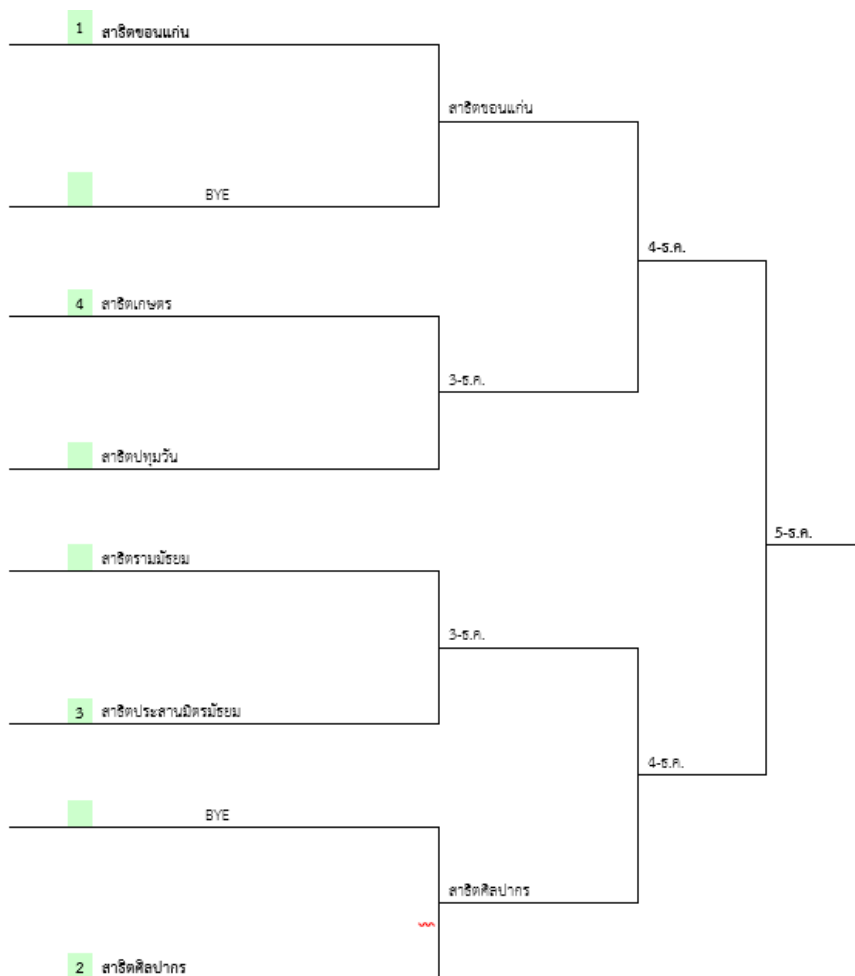 1 สาธิตขอนแก่น
สาธิตขอนแก่น
BYE
4-ธ.ค.
4 สาธิตเกษตร
3-ธ.ค.
สาธิตปทุมวัน
5-ธ.ค.
สาธิตรามมัธยม
3-ธ.ค.
3 สาธิตประสานมิตรมัธยม
4-ธ.ค.
BYE
สาธิตศิลปากร
2 สาธิตศิลปากร